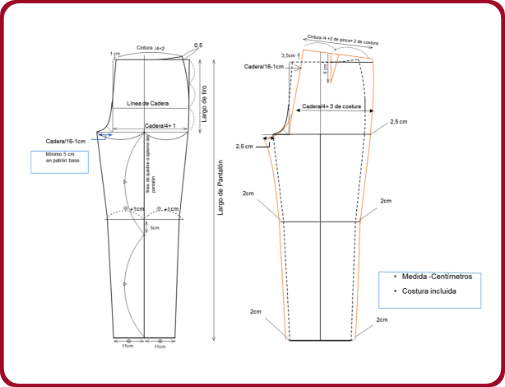 Cintura /4+2
1 cm
0,5
Línea de Cadera
Cadera/4+ 1
Largo de tiro
Cadera/16-1cm
Mínimo 5 cm
en patrón base
pantalón
+1cm
+1cm
5cm
Largo de Pantalón
11cm
11cm
Cintura/4 +2 de pinza+ 2 de costura
3,5cm
Cadera/16-1cm
Cadera/4+ 3 de costura
2,5 cm
2,5 cm
2cm
2cm
2cm
2cm
• Medida -Centímetros
• Costura incluida